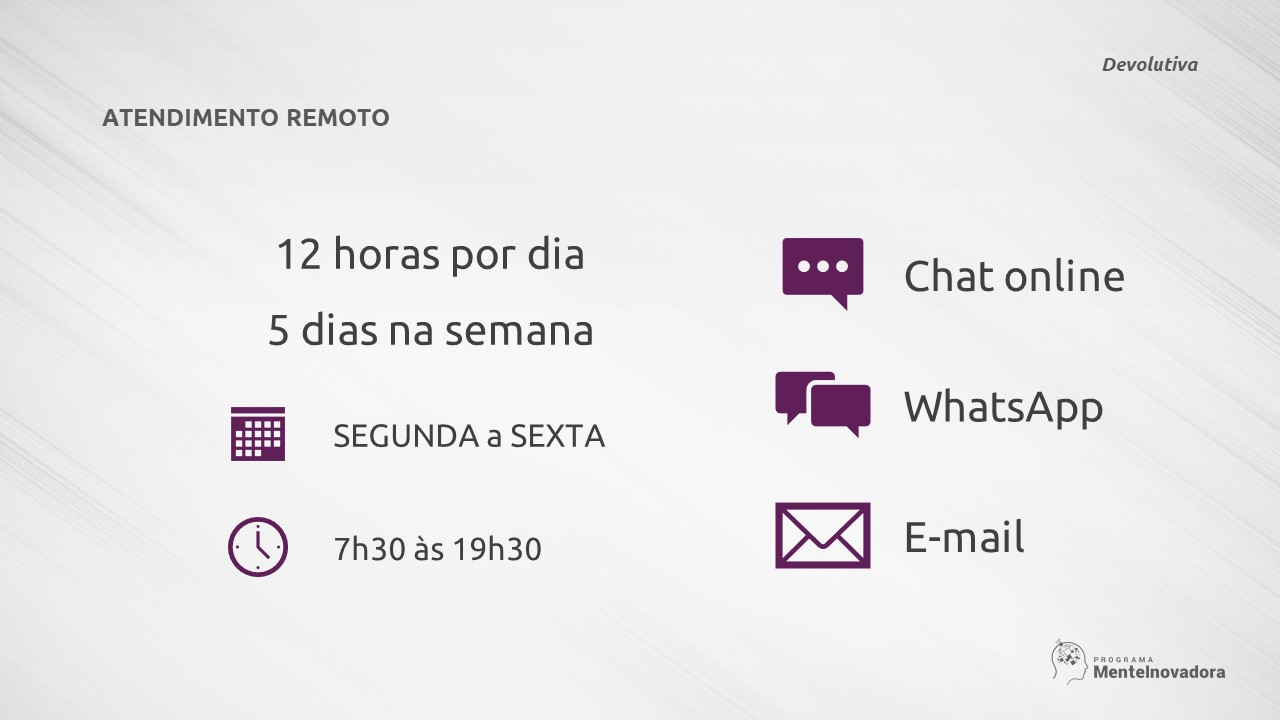 Devolutiva
ATENDIMENTO REMOTO
12 horas por dia
5 dias na semana
SEGUNDA a SEXTA
7h30 às 19h30
Chat online
WhatsApp
E-mail
PROGRAMA
MenteInovadora